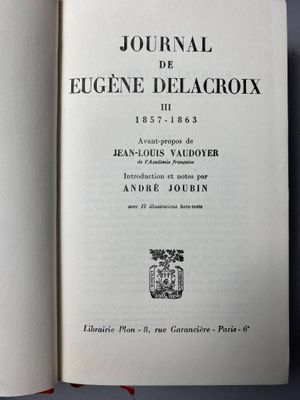 JOURNAL
DE
EUGÈNE DELACROIX
III
1857-1863
Avant-propos de
JEAN-LOUIS VAUDOYER
de l'Académie française
Introduction et notes par
ANDRÉ JOUBIN
avec 12 illustrations hors-texte
Librairie Plon - 8, rue Garancière - Paris - 6e